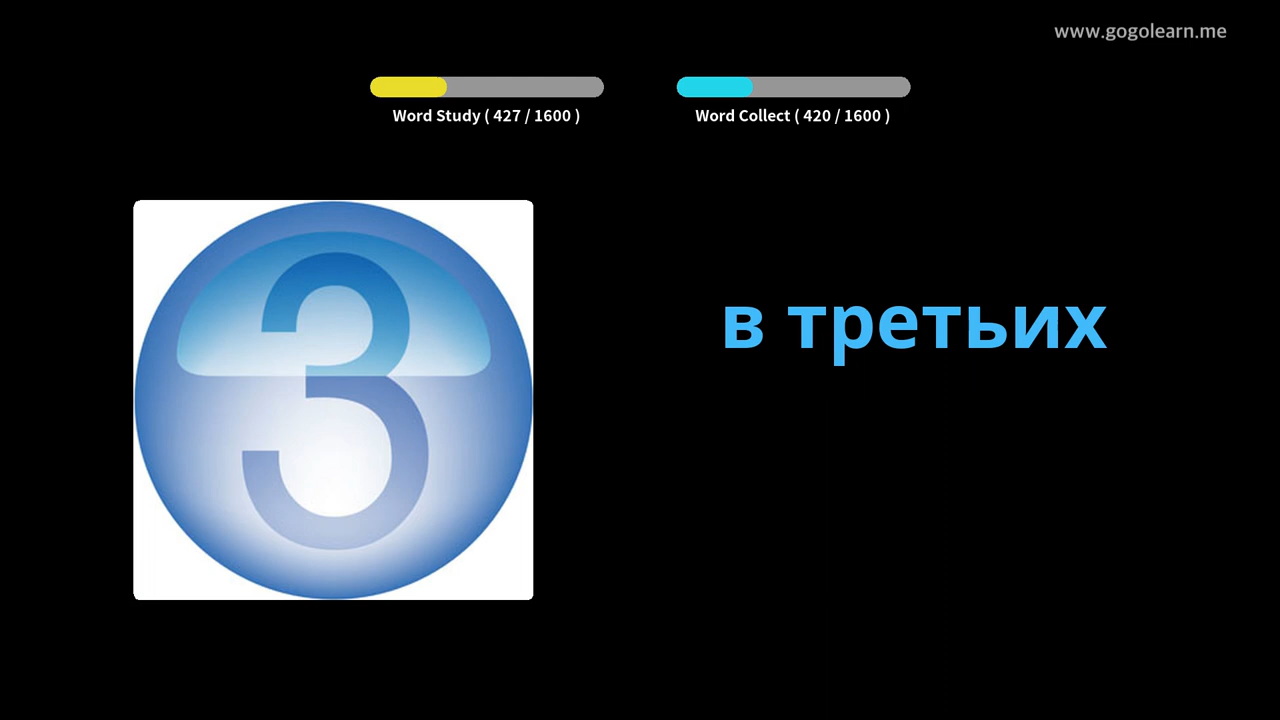 www.gogolearn.me
Word Study ( 427 / 1600 )
Word Collect ( 420 / 1600 )
3
в третьих